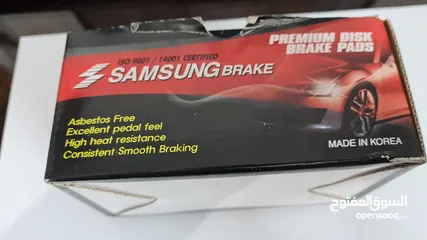 PREMIUM DISK
BRAKE PADS
ISO 9001 / 14001 CERTIFIED
SAMSUNG BRAKE
Asbestos Free
Excellent pedal feel
High heat resistance
Consistent·Smooth Braking
MADE IN KOREA
السوق المفتوح
opensooq.com